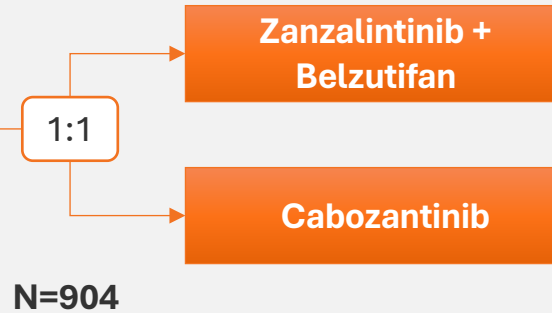 Zanzalintinib +
Belzutifan
1:1
Cabozantinib
N=904